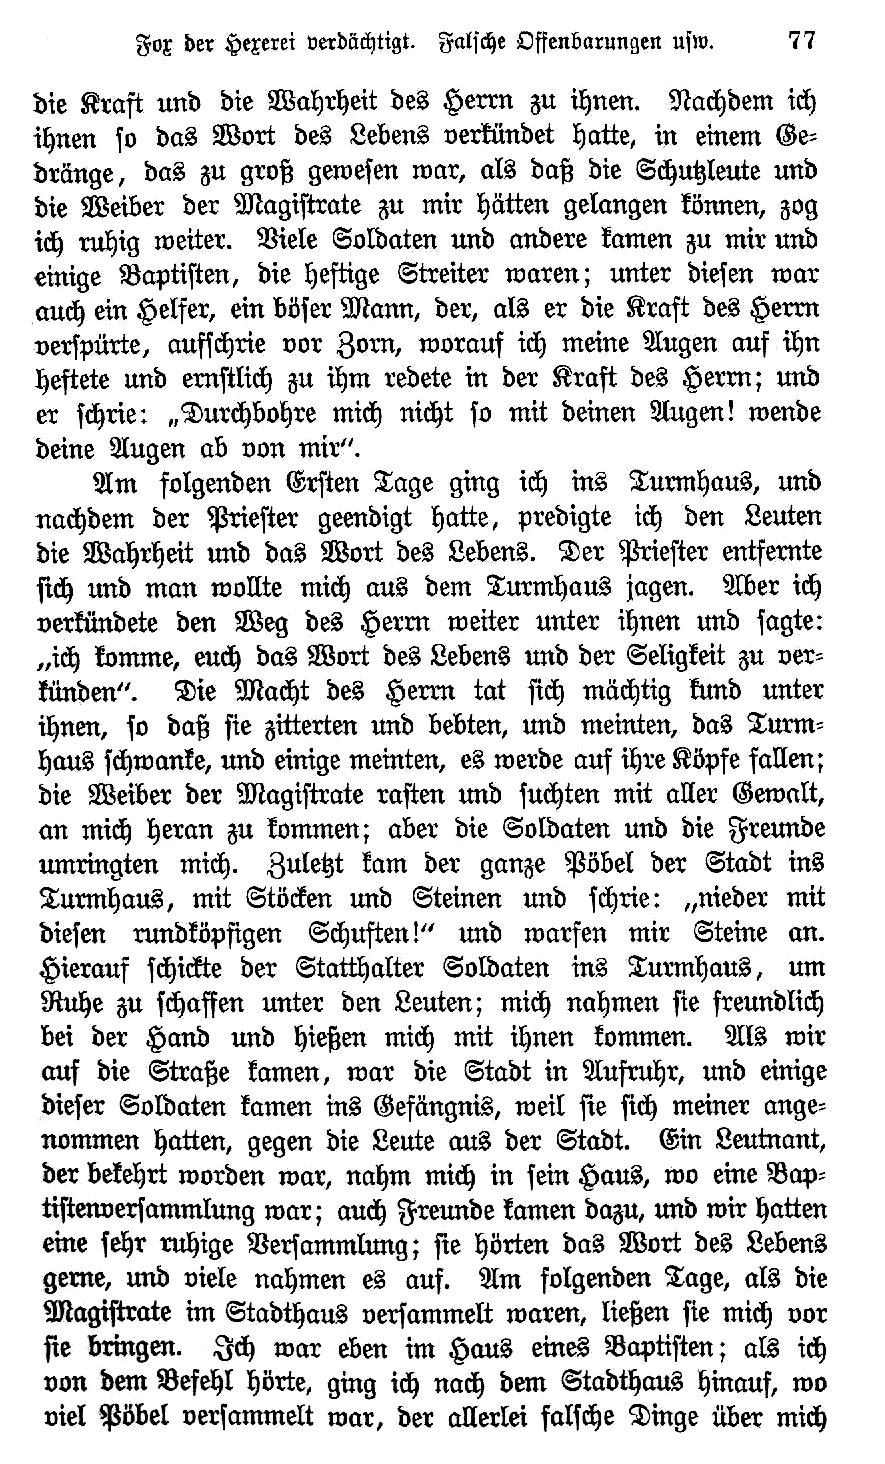 Fox der Hexerei verdächtigt. Falsche Offenbarungen usw. 77
die Kraft und die Wahrheit des Herrn zu ihnen. Nachdem ich
ihnen so das Wort des Lebens verkündet hatte, in einem Ge-
dränge, das zu groß gewesen war, als daß die Schutzleute und
die Weiber der Magistrate zu mir hätten gelangen können, zog
ich ruhig weiter. Viele Soldaten und andere kamen zu mir und
einige Baptisten, die heftige Streiter waren; unter diesen war
auch ein Helfer, ein böser Mann, der, als er die Kraft des Herrn
verspürte, aufschrie vor Zorn, worauf ich meine Augen auf ihn
heftete und ernstlich zu ihm redete in der Kraft des Herrn; und
er schrie: „Durchbohre mich nicht so mit deinen Augen! wende
deine Augen ab von mir“.
Am folgenden Ersten Tage ging ich ins Turmhaus, und
nachdem der Priester geendigt hatte, predigte ich den Leuten
die Wahrheit und das Wort des Lebens. Der Priester entfernte
sich und man wollte mich aus dem Turmhaus jagen. Aber ich
verkündete den Weg des Herrn weiter unter ihnen und sagte:
„ich komme, euch das Wort des Lebens und der Seligkeit zu ver-
künden“. Die Macht des Herrn tat sich mächtig kund unter
ihnen, so daß sie zitterten und bebten, und meinten, das Turm-
haus schwanke, und einige meinten, es werde auf ihre Köpfe fallen;
die Weiber der Magistrate rasten und suchten mit aller Gewalt,
an mich heran zu kommen; aber die Soldaten und die Freunde
umringten mich. Zuletzt kam der ganze Pöbel der Stadt ins
Turmhaus, mit Stöcken und Steinen und schrie: „nieder mit
diesen rundköpfigen Schuften!“ und warfen mir Steine an.
Hierauf schickte der Statthalter Soldaten ins Turmhaus, um
Ruhe zu schaffen unter den Leuten; mich nahmen sie freundlich
bei der Hand und hießen mich mit ihnen kommen. Als wir
auf die Straße kamen, war die Stadt in Aufruhr, und einige
dieser Soldaten kamen ins Gefängnis, weil sie sich meiner ange-
nommen hatten, gegen die Leute aus der Stadt. Ein Leutnant,
der bekehrt worden war, nahm mich in sein Haus, wo eine Bap-
tistenversammlung war; auch Freunde kamen dazu, und wir hatten
eine sehr ruhige Versammlung; sie hörten das Wort des Lebens
gerne, und viele nahmen es auf. Am folgenden Tage, als die
Magistrate im Stadthaus versammelt waren, ließen sie mich vor
sie bringen. Ich war eben im Haus eines Baptisten; als ich
von dem Befehl hörte, ging ich nach dem Stadthaus hinauf, wo
viel Pöbel versammelt war, der allerlei falsche Dinge über mich